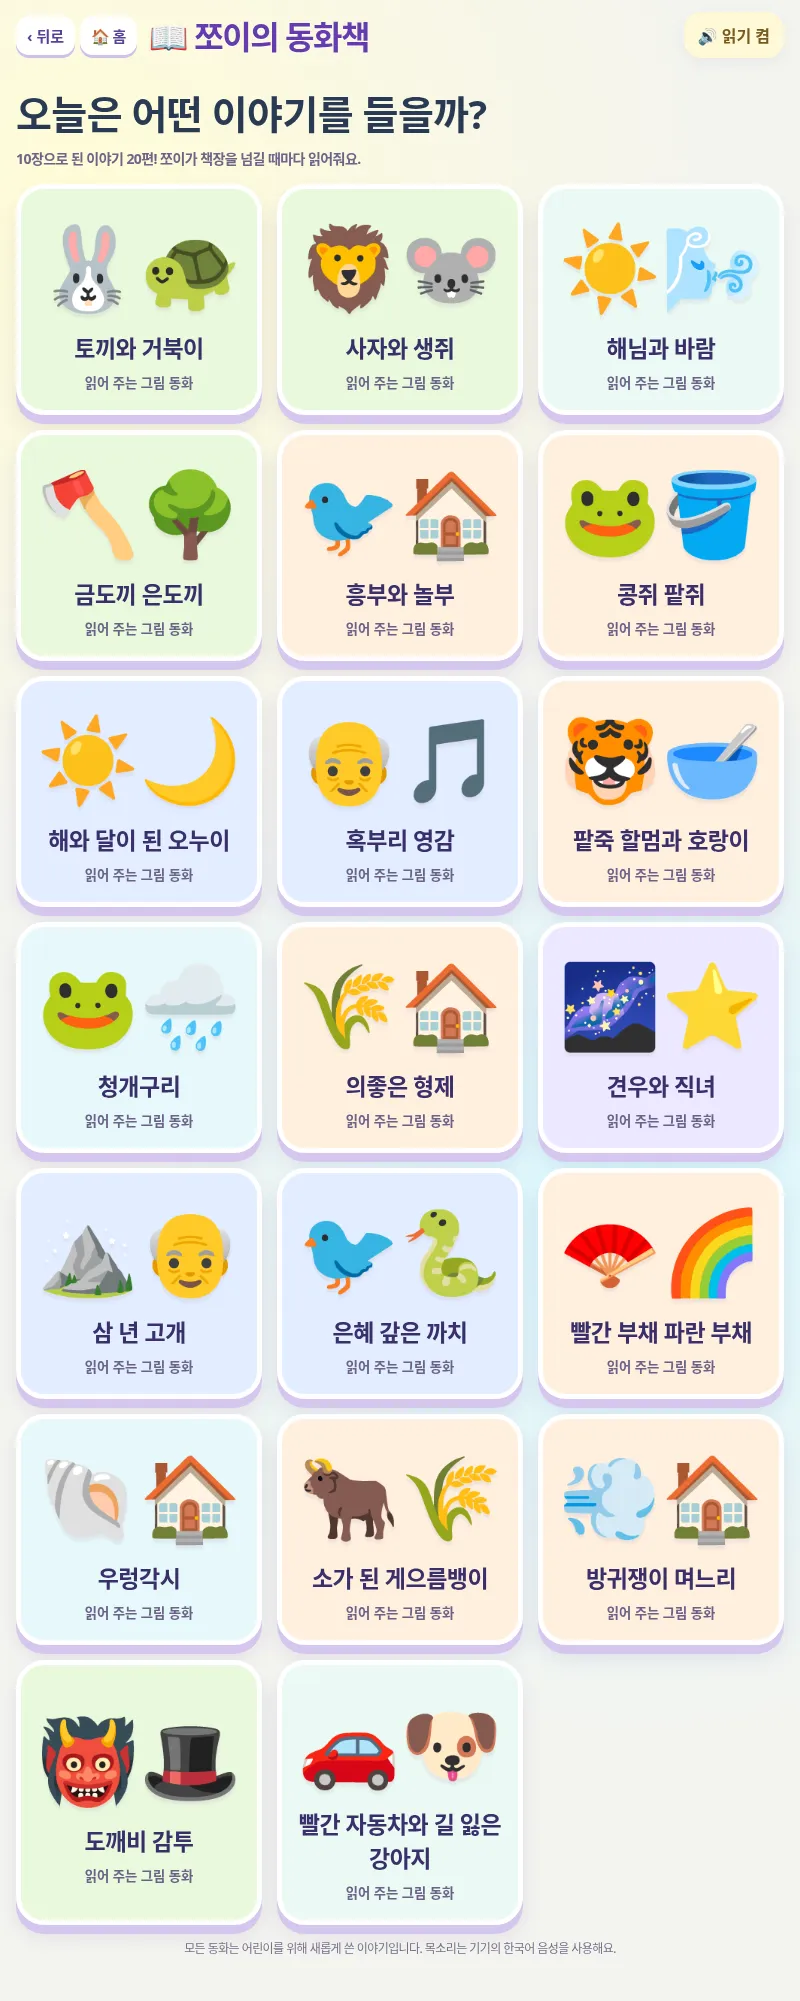 ‹ 뒤로
🏠 홈
📖 쪼이의 동화책
🔊 읽기 켬
오늘은 어떤 이야기를 들을까?
10장으로 된 이야기 20편! 쪼이가 책장을 넘길 때마다 읽어줘요.
토끼와 거북이
읽어 주는 그림 동화
사자와 생쥐
읽어 주는 그림 동화
해님과 바람
읽어 주는 그림 동화
금도끼 은도끼
읽어 주는 그림 동화
흥부와 놀부
읽어 주는 그림 동화
콩쥐 팥쥐
읽어 주는 그림 동화
해와 달이 된 오누이
읽어 주는 그림 동화
혹부리 영감
읽어 주는 그림 동화
팥죽 할멈과 호랑이
읽어 주는 그림 동화
청개구리
읽어 주는 그림 동화
의좋은 형제
읽어 주는 그림 동화
견우와 직녀
읽어 주는 그림 동화
삼 년 고개
읽어 주는 그림 동화
은혜 갚은 까치
읽어 주는 그림 동화
빨간 부채 파란 부채
읽어 주는 그림 동화
우렁각시
읽어 주는 그림 동화
소가 된 게으름뱅이
읽어 주는 그림 동화
방귀쟁이 며느리
읽어 주는 그림 동화
도깨비 감투
읽어 주는 그림 동화
빨간 자동차와 길 잃은
강아지
읽어 주는 그림 동화
모든 동화는 어린이를 위해 새롭게 쓴 이야기입니다. 목소리는 기기의 한국어 음성을 사용해요.